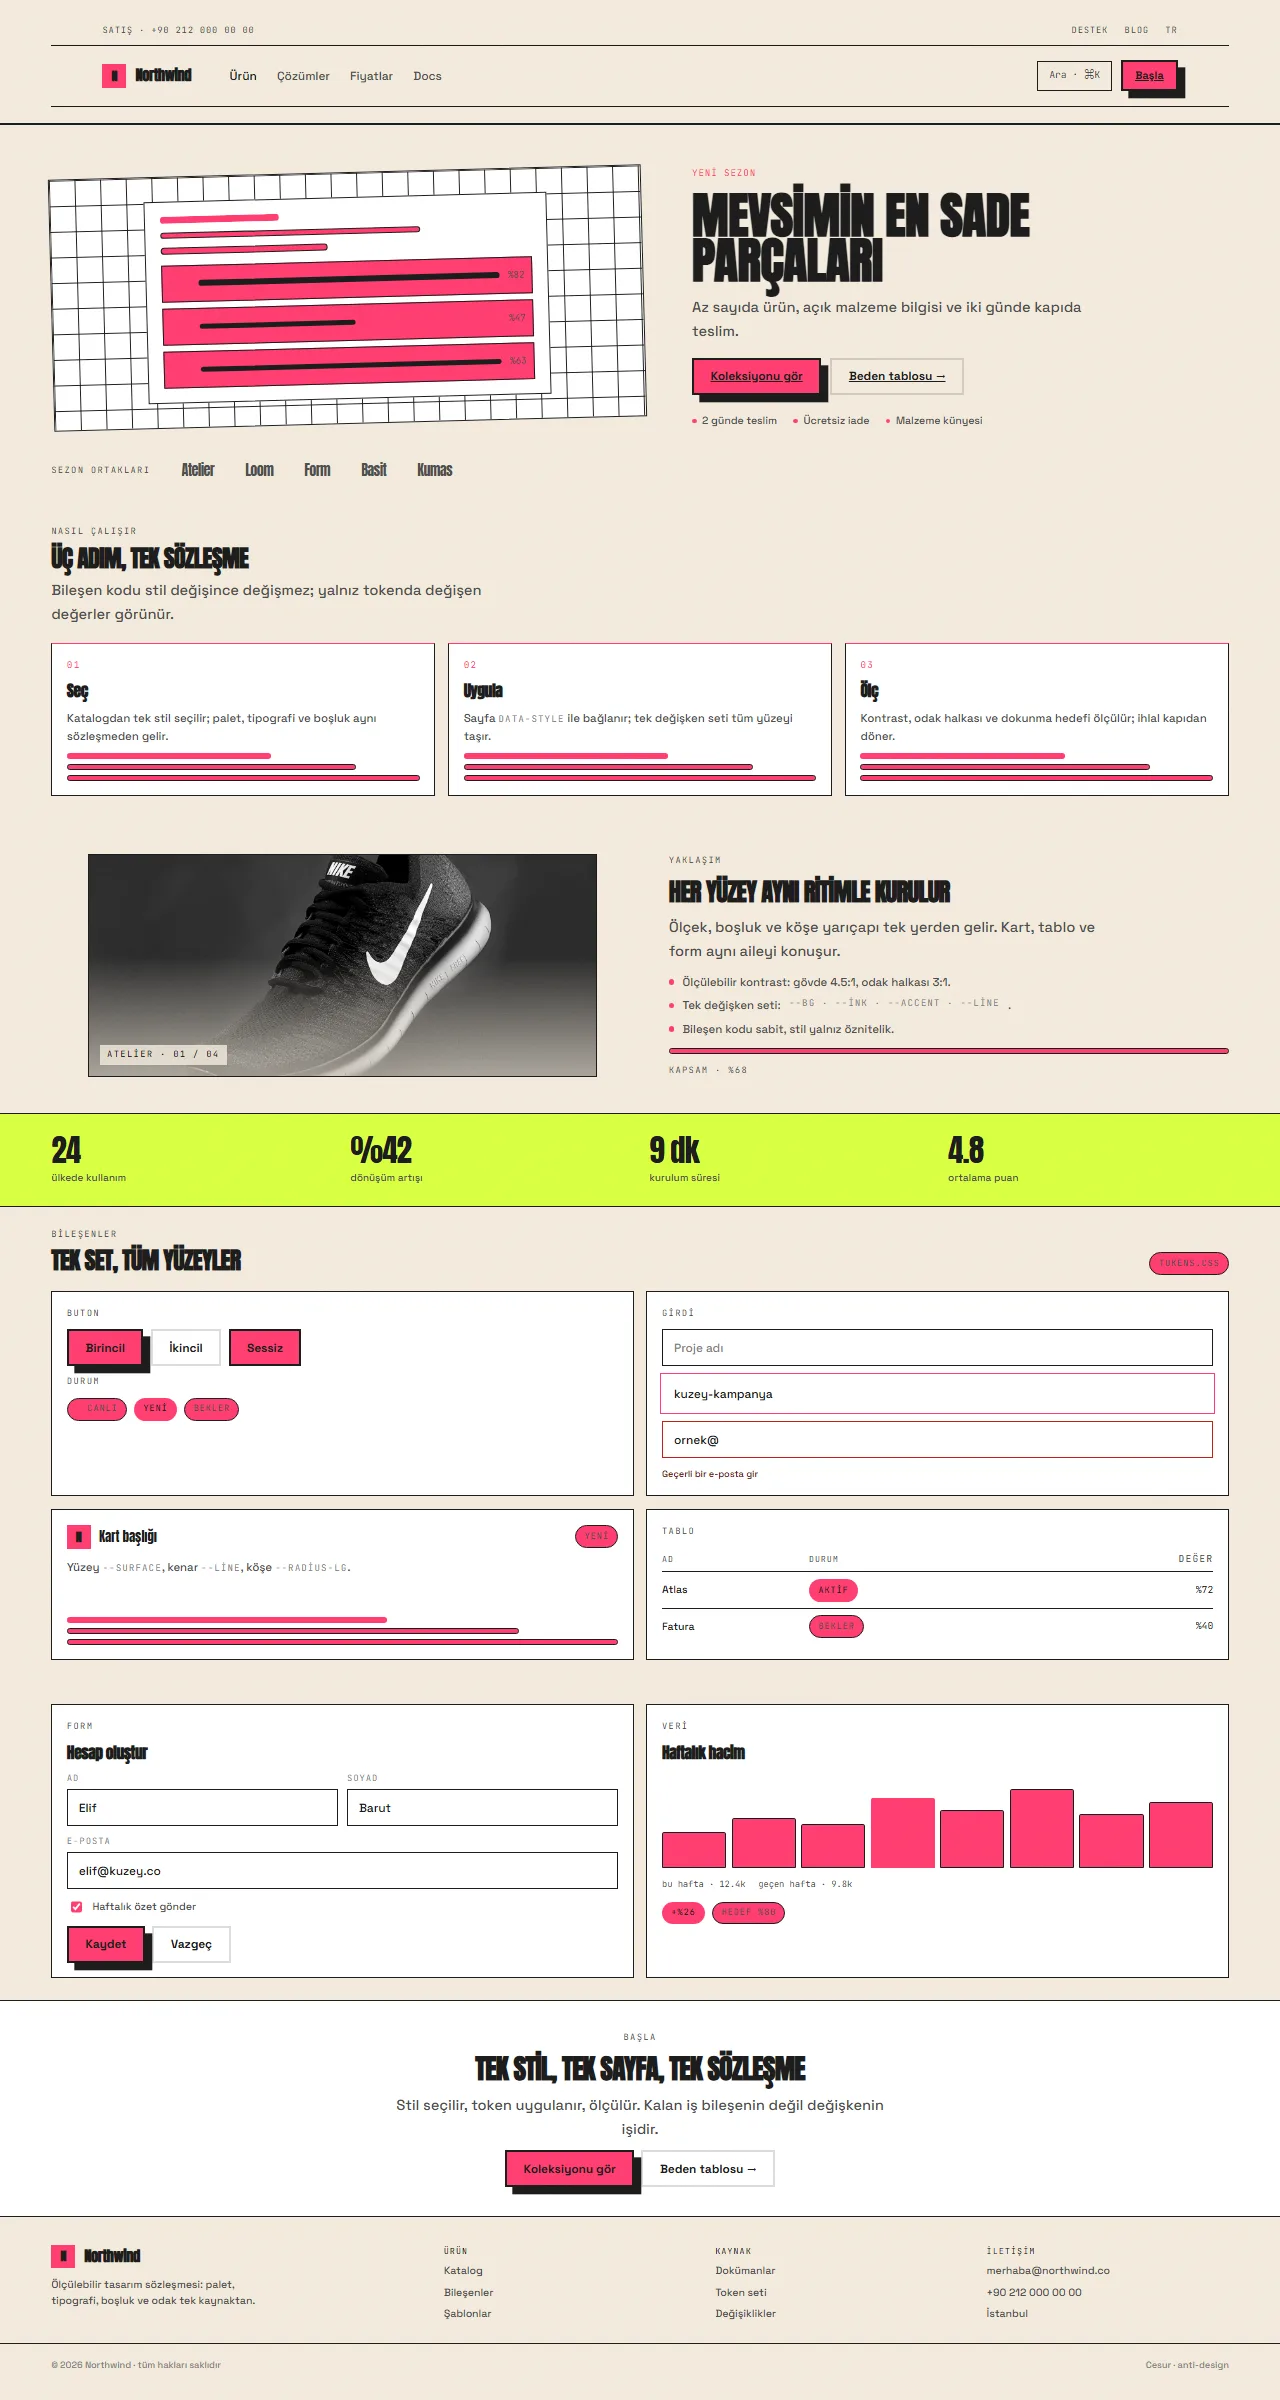 SATIŞ · +90 212 000 00 00
DESTEK BLOG TR
N Northwind
Ürün Çözümler Fiyatlar Docs
Ara · ⌘K
Başla
%82
%47
%63
YENİ SEZON
MEVSİMİN EN SADE
PARÇALARI
Az sayıda ürün, açık malzeme bilgisi ve iki günde kapıda
teslim.
Koleksiyonu gör
Beden tablosu →
2 günde teslim
Ücretsiz iade
Malzeme künyesi
SEZON ORTAKLARI
Atelier Loom Form Basit Kumas
NASIL ÇALIŞIR
ÜÇ ADIM, TEK SÖZLEŞME
Bileşen kodu stil değişince değişmez; yalnız tokenda değişen
değerler görünür.
01
Seç
Katalogdan tek stil seçilir; palet, tipografi ve boşluk aynı
sözleşmeden gelir.
02
Uygula
Sayfa DATA-STYLE ile bağlanır; tek değişken seti tüm yüzeyi
taşır.
03
Ölç
Kontrast, odak halkası ve dokunma hedefi ölçülür; ihlal kapıdan
döner.
NIKE
NIKE FREE
ATELİER · 01 / 04
YAKLAŞIM
HER YÜZEY AYNI RİTİMLE KURULUR
Ölçek, boşluk ve köşe yarıçapı tek yerden gelir. Kart, tablo ve
form aynı aileyi konuşur.
Ölçülebilir kontrast: gövde 4.5:1, odak halkası 3:1.
Tek değişken seti: --BG · --İNK · --ACCENT · --LİNE .
Bileşen kodu sabit, stil yalnız öznitelik.
KAPSAM · %68
24
ülkede kullanım
%42
dönüşüm artışı
9 dk
kurulum süresi
4.8
ortalama puan
BİLEŞENLER
TEK SET, TÜM YÜZEYLER
TOKENS.CSS
BUTON
Birincil
İkincil
Sessiz
DURUM
CANLI
YENİ
BEKLER
GİRDİ
Proje adı
kuzey-kampanya
ornek@
Geçerli bir e-posta gir
N Kart başlığı
YENİ
Yüzey --SURFACE, kenar --LİNE, köşe --RADİUS-LG.
TABLO
AD DURUM DEĞER
Atlas AKTİF %72
Fatura BEKLER %40
FORM
Hesap oluştur
AD
SOYAD
Elif
Barut
E-POSTA
elif@kuzey.co
Haftalık özet gönder
Kaydet
Vazgeç
VERİ
Haftalık hacim
bu hafta · 12.4k geçen hafta · 9.8k
+%26
HEDEF %80
BAŞLA
TEK STİL, TEK SAYFA, TEK SÖZLEŞME
Stil seçilir, token uygulanır, ölçülür. Kalan iş bileşenin değil değişkenin
işidir.
Koleksiyonu gör
Beden tablosu →
N Northwind
Ölçülebilir tasarım sözleşmesi: palet,
tipografi, boşluk ve odak tek kaynaktan.
ÜRÜN
Katalog
Bileşenler
Şablonlar
KAYNAK
Dokümanlar
Token seti
Değişiklikler
İLETİŞİM
merhaba@northwind.co
+90 212 000 00 00
İstanbul
© 2026 Northwind · tüm hakları saklıdır
Cesur · anti-design